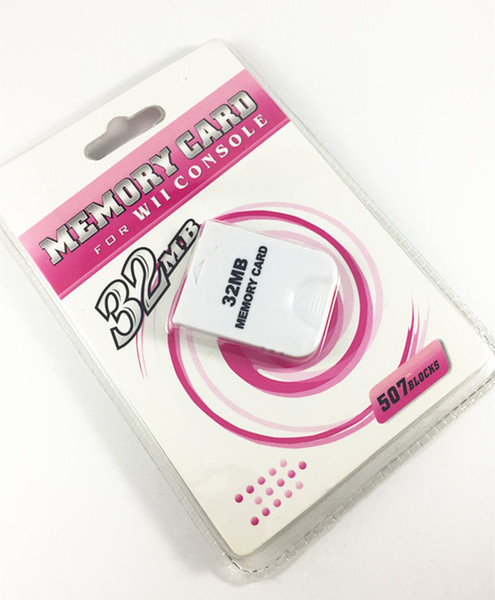 MEMORY CARD
FOR WII CONSOLE
32MB
32MB
MEMORY CARD
507 BLOCKS